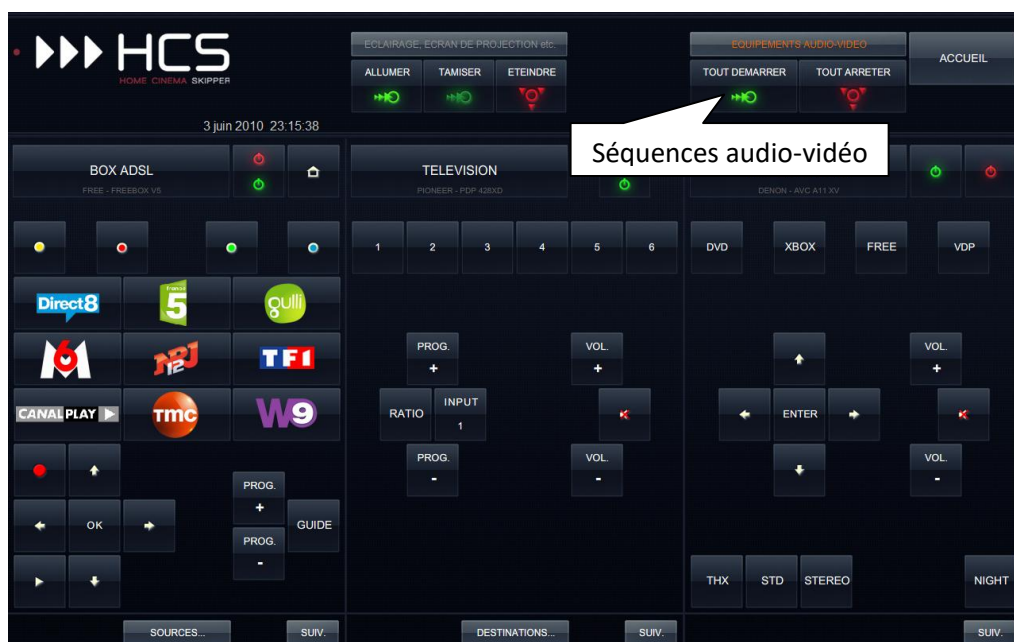 HCS
HOME CINEMA SKIPPER
3 juin 2010 23:15:38
ECLAIRAGE, ECRAN DE PROJECTION etc.
ALLUMER TAMISER ETEINDRE
EQUIPEMENTS AUDIO-VIDEO
TOUT DEMARRER TOUT ARRETER
ACCUEIL
Séquences audio-vidéo
BOX ADSL
FREE - FREEBOX V5
TELEVISION
PIONEER - PDP 428XD
DENON - AVC A11 XV
1 2 3 4 5 6
DVD XBOX FREE VDP
Direct8 France 5 gulli
M6 NRJ 12 TF1
CANALPLAY TMC W9
PROG. +
OK GUIDE
PROG. -
PROG. + VOL. +
RATIO INPUT 1
PROG. - VOL. -
VOL. +
ENTER
VOL. -
THX STD STEREO NIGHT
SOURCES... SUIV. DESTINATIONS... SUIV. SUIV.